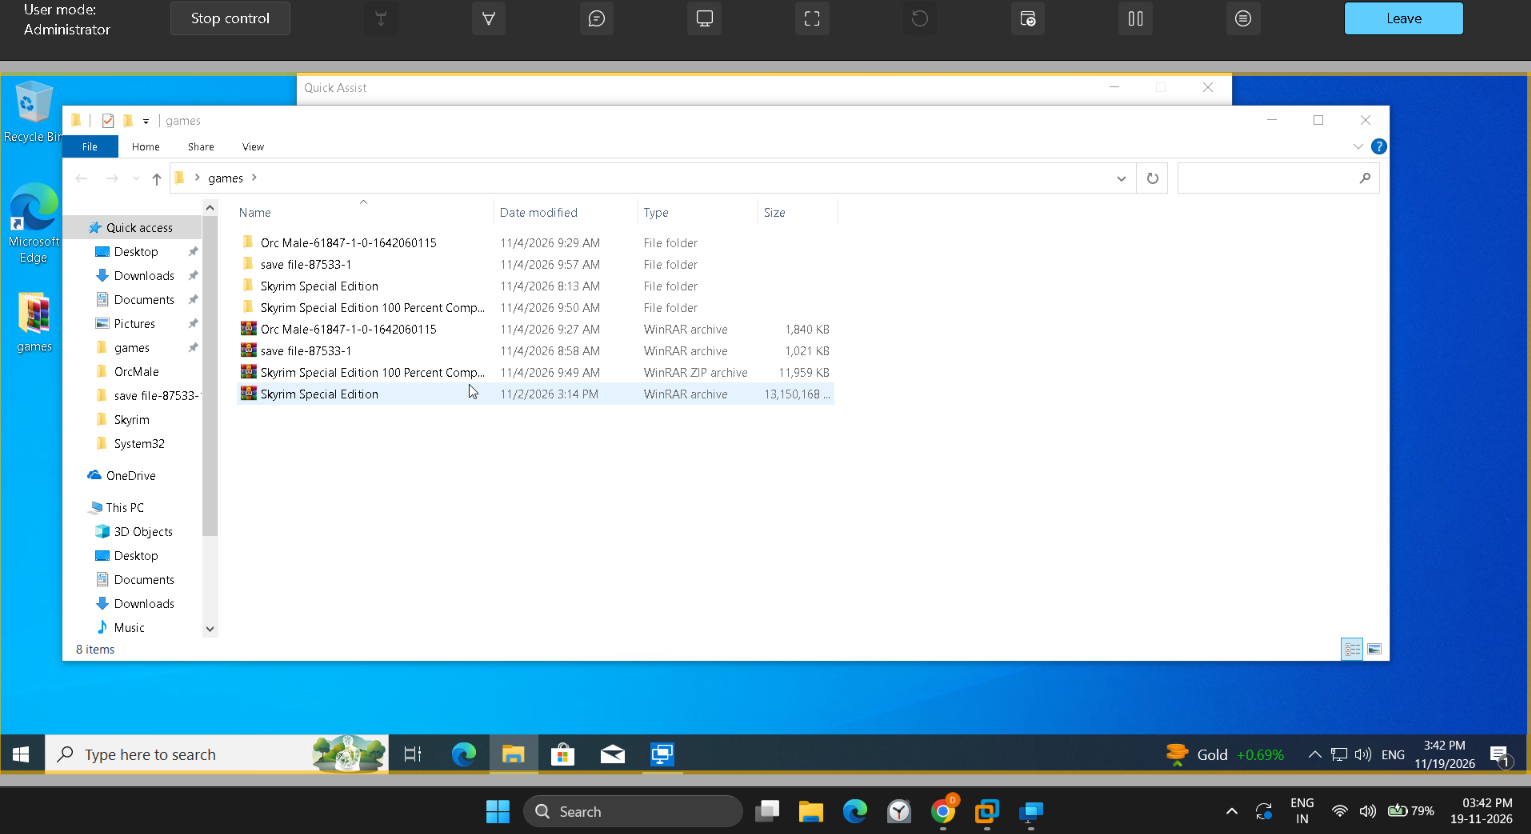 User mode:
Administrator
Stop control
Leave
Recycle Bin
Microsoft
Edge
games
Quick Assist
games
File
Home
Share
View
games
Name
Date modified
Type
Size
Quick access
Desktop
Downloads
Documents
Pictures
games
OrcMale
save file-87533-1
Skyrim
System32
OneDrive
This PC
3D Objects
Desktop
Documents
Downloads
Music
Orc Male-61847-1-0-1642060115 11/4/2026 9:29 AM File folder
save file-87533-1 11/4/2026 9:57 AM File folder
Skyrim Special Edition 11/4/2026 8:13 AM File folder
Skyrim Special Edition 100 Percent Comp... 11/4/2026 9:50 AM File folder
Orc Male-61847-1-0-1642060115 11/4/2026 9:27 AM WinRAR archive 1,840 KB
save file-87533-1 11/4/2026 8:58 AM WinRAR archive 1,021 KB
Skyrim Special Edition 100 Percent Comp... 11/4/2026 9:49 AM WinRAR ZIP archive 11,959 KB
Skyrim Special Edition 11/2/2026 3:14 PM WinRAR archive 13,150,168 ...
8 items
Type here to search
Gold +0.69%
ENG
3:42 PM
11/19/2026
1
Search
D
ENG
IN
79%
03:42 PM
19-11-2026